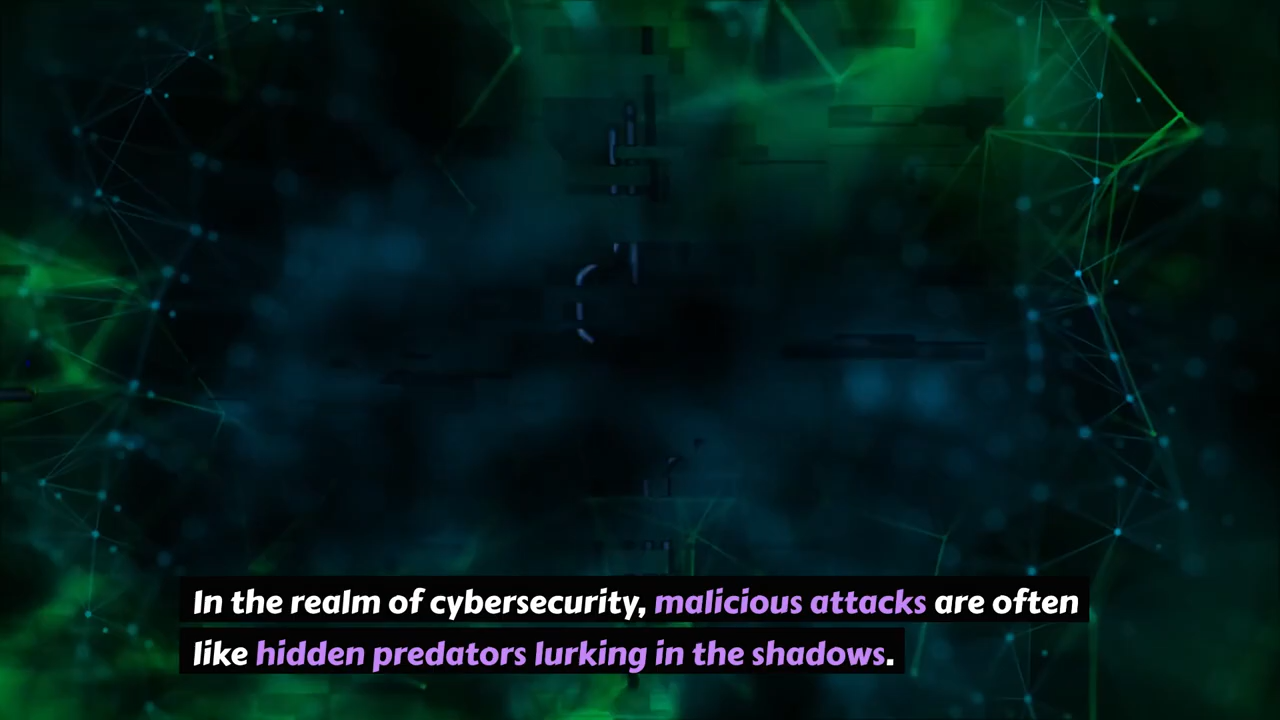 In the realm of cybersecurity, malicious attacks are often
like hidden predators lurking in the shadows.